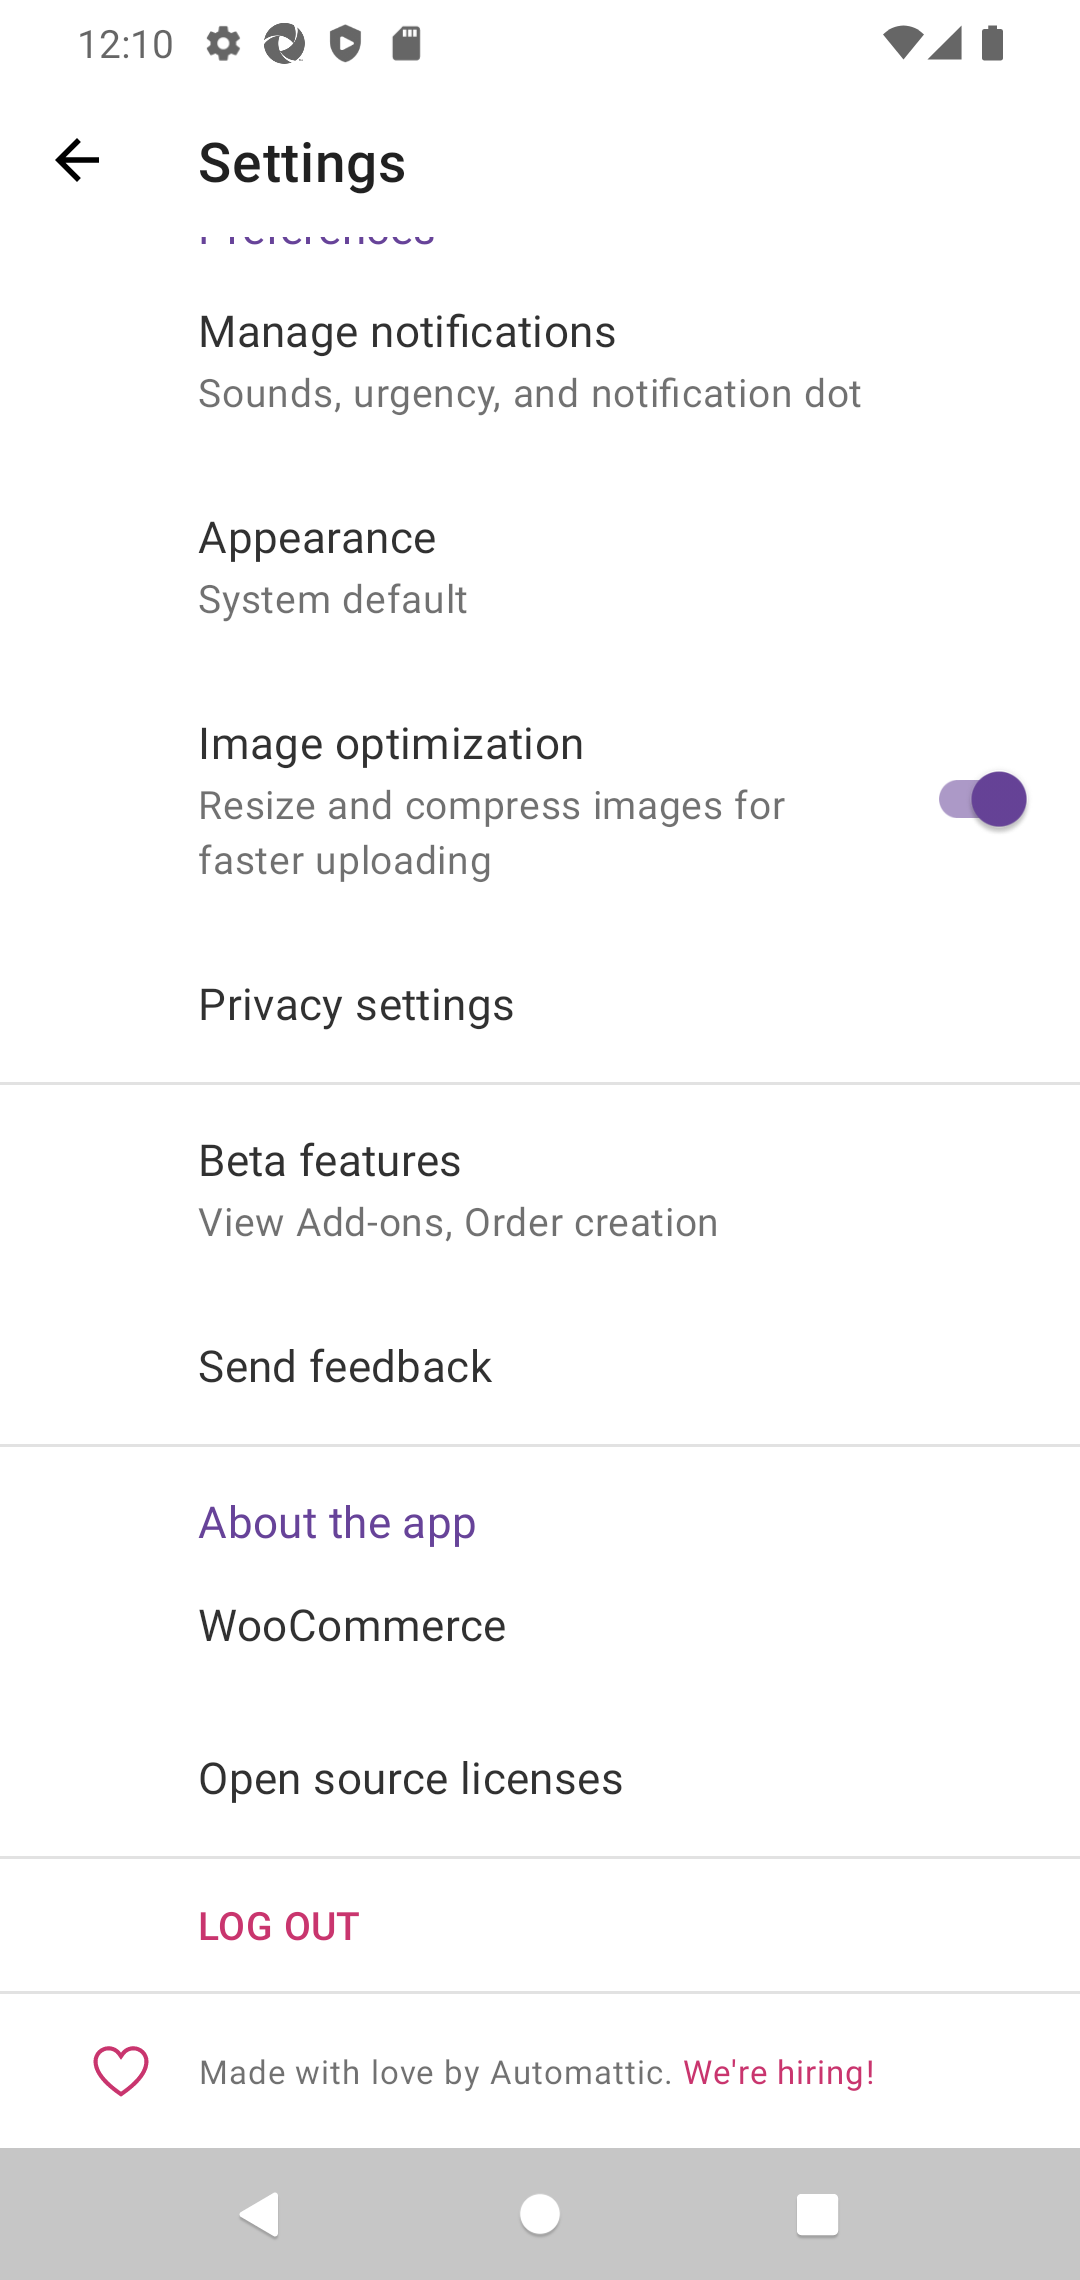 12:10
Settings
Preferences
Manage notifications
Sounds, urgency, and notification dot
Appearance
System default
Image optimization
Resize and compress images for
faster uploading
Privacy settings
Beta features
View Add-ons, Order creation
Send feedback
About the app
WooCommerce
Open source licenses
LOG OUT
Made with love by Automattic. We're hiring!